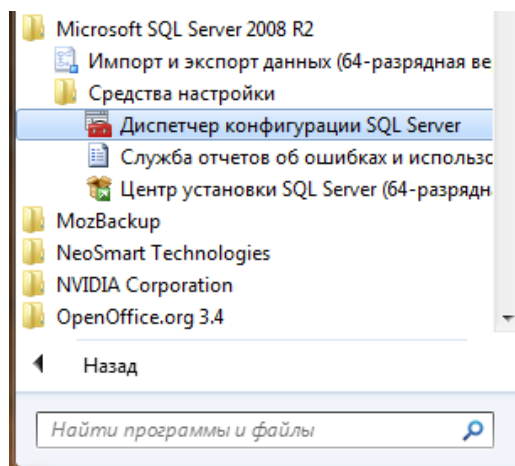 Microsoft SQL Server 2008 R2
Импорт и экспорт данных (64-разрядная ве
Средства настройки
Диспетчер конфигурации SQL Server
Служба отчетов об ошибках и использс
Центр установки SQL Server (64-разрядн
MozBackup
NeoSmart Technologies
NVIDIA Corporation
OpenOffice.org 3.4
Назад
Найти программы и файлы